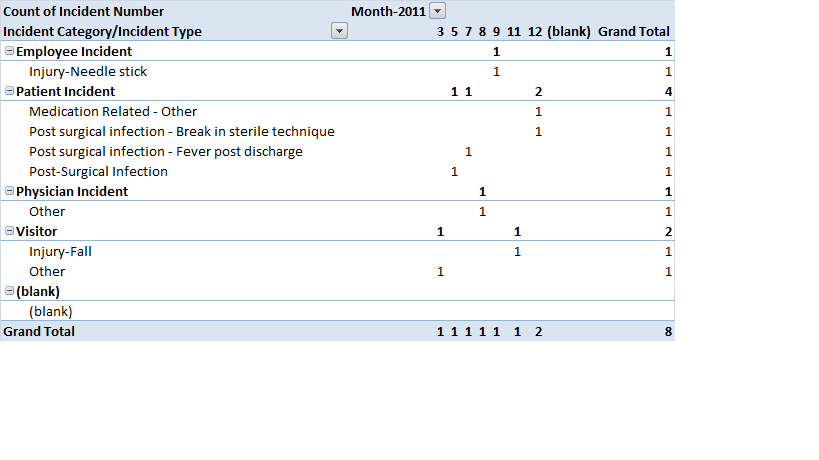 Count of Incident Number Month-2011
Incident Category/Incident Type 3 5 7 8 9 11 12 (blank) Grand Total
Employee Incident 1 1
Injury-Needle stick 1 1
Patient Incident 1 1 2 4
Medication Related - Other 1 1
Post surgical infection - Break in sterile technique 1 1
Post surgical infection - Fever post discharge 1 1
Post-Surgical Infection 1 1
Physician Incident 1 1
Other 1 1
Visitor 1 1 2
Injury-Fall 1 1
Other 1 1
(blank)
(blank)
Grand Total 1 1 1 1 1 1 2 8